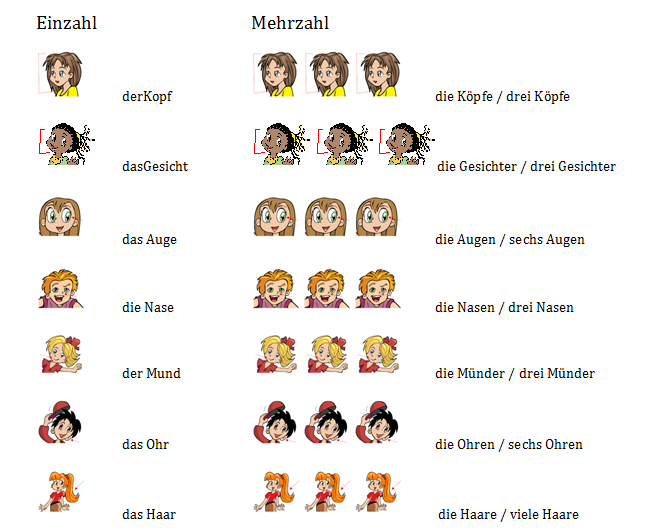 Einzahl Mehrzahl
derKopf die Köpfe / drei Köpfe
dasGesicht die Gesichter / drei Gesichter
das Auge die Augen / sechs Augen
die Nase die Nasen / drei Nasen
der Mund die Münder / drei Münder
das Ohr die Ohren / sechs Ohren
das Haar die Haare / viele Haare